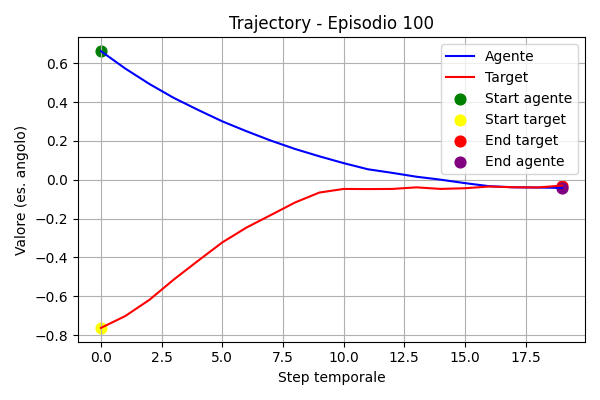 Trajectory - Episodio 100
Valore (es. angolo)
0.6
0.4
0.2
0.0
−0.2
−0.4
−0.6
−0.8
Agente
Target
Start agente
Start target
End target
End agente
0.0 2.5 5.0 7.5 10.0 12.5 15.0 17.5
Step temporale